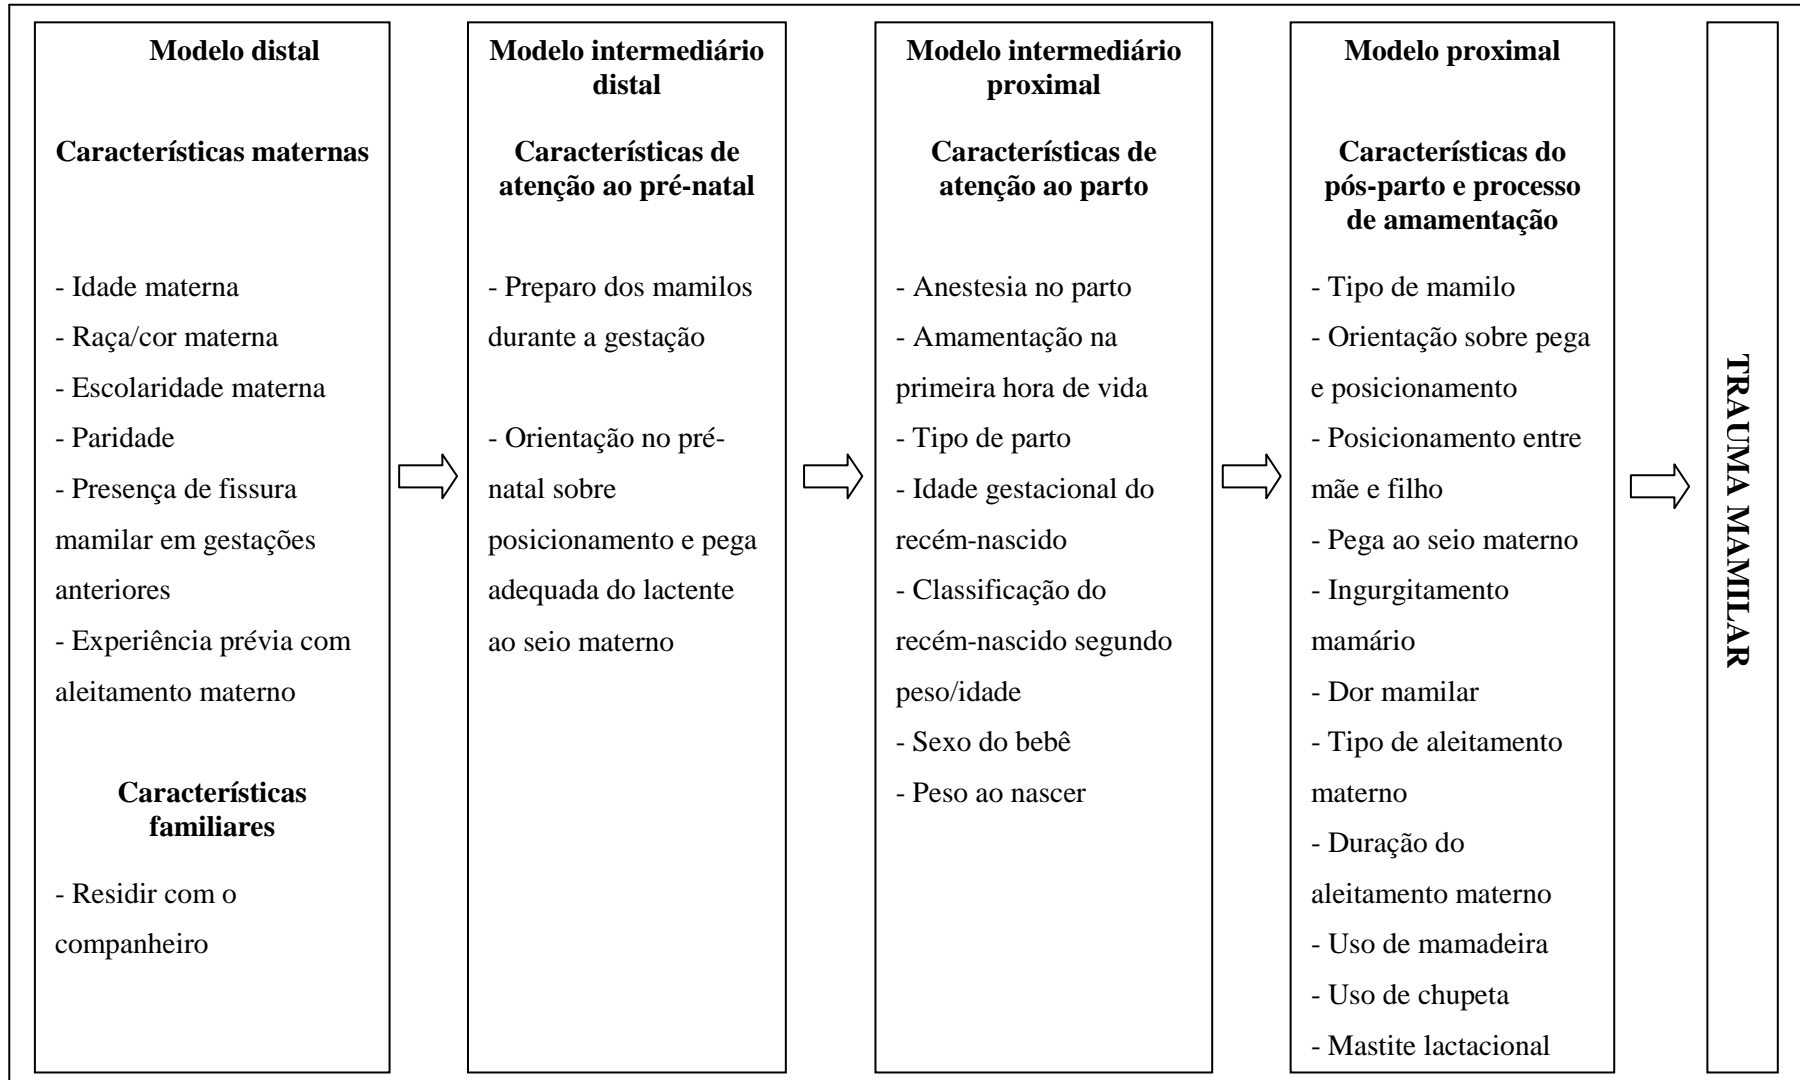 Modelo distal
Características maternas
- Idade materna
- Raça/cor materna
- Escolaridade materna
- Paridade
- Presença de fissura
mamilar em gestações
anteriores
- Experiência prévia com
aleitamento materno
Características
familiares
- Residir com o
companheiro
Modelo intermediário
distal
Características de
atenção ao pré-natal
- Preparo dos mamilos
durante a gestação
- Orientação no pré-
natal sobre
posicionamento e pega
adequada do lactente
ao seio materno
Modelo intermediário
proximal
Características de
atenção ao parto
- Anestesia no parto
- Amamentação na
primeira hora de vida
- Tipo de parto
- Idade gestacional do
recém-nascido
- Classificação do
recém-nascido segundo
peso/idade
- Sexo do bebê
- Peso ao nascer
Modelo proximal
Características do
pós-parto e processo
de amamentação
- Tipo de mamilo
- Orientação sobre pega
e posicionamento
- Posicionamento entre
mãe e filho
- Pega ao seio materno
- Ingurgitamento
mamário
- Dor mamilar
- Tipo de aleitamento
materno
- Duração do
aleitamento materno
- Uso de mamadeira
- Uso de chupeta
- Mastite lactacional
TRAUMA MAMILAR